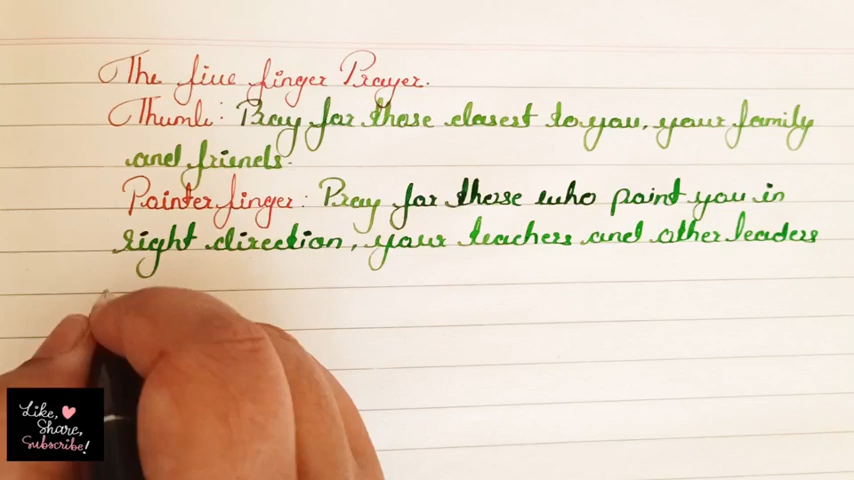 The five finger Prayer.
Thumb: Pray for those closest to you, your family
and friends.
Pointer finger: Pray for those who point you in
right direction, your teachers and other leaders
Like,
Share,
Subscribe!